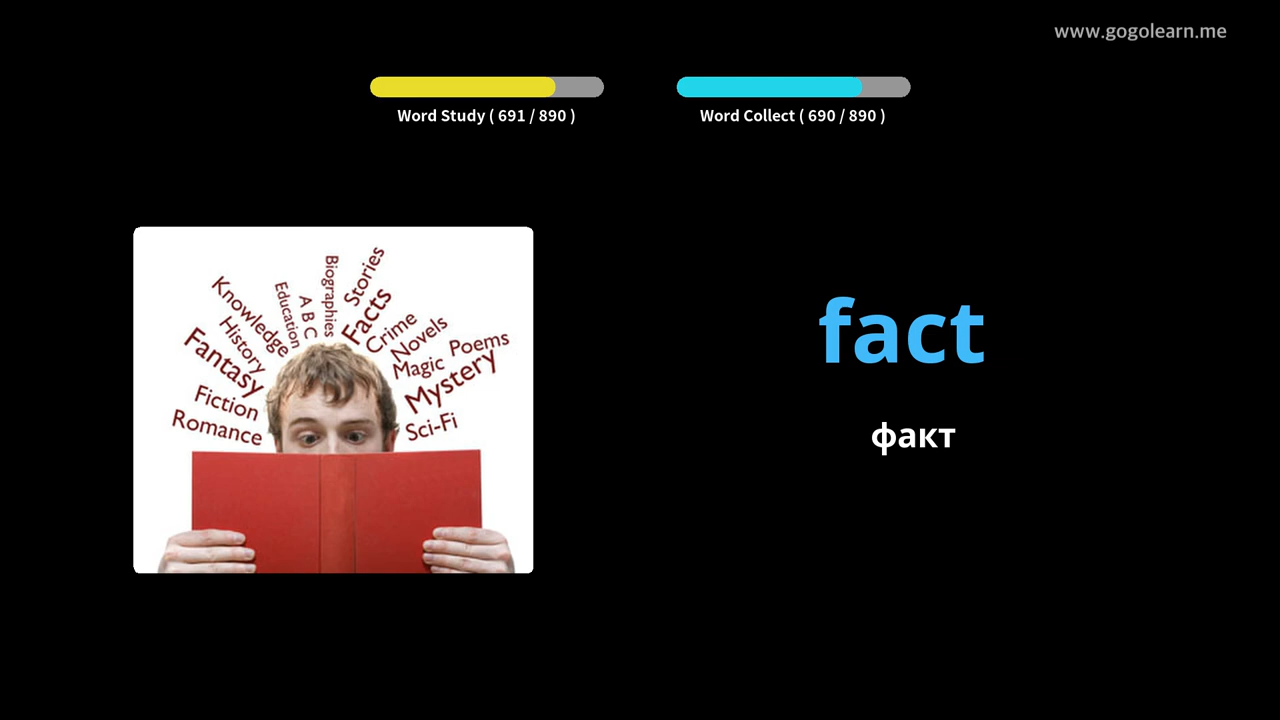 www.gogolearn.me
Word Study ( 691 / 890 )
Word Collect ( 690 / 890 )
Romance
Fiction
Fantasy
History
Knowledge
Education
A B C
Biographies
Stories
Facts
Crime
Novels
Magic
Poems
Mystery
Sci-Fi
fact
факт